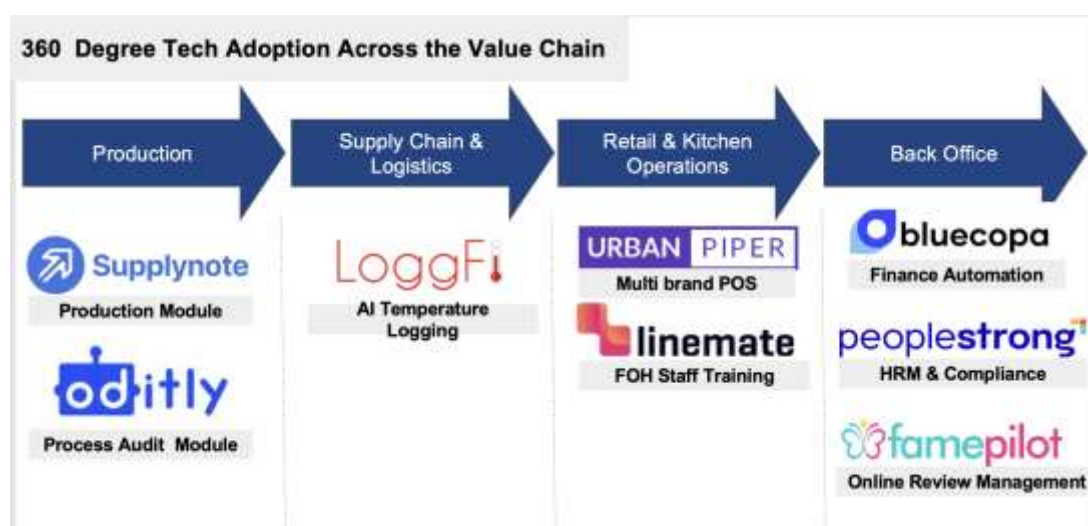 360 Degree Tech Adoption Across the Value Chain
Production
Supply Chain &
Logistics
Retail & Kitchen
Operations
Back Office
Supplynote
Production Module
oditly
Process Audit Module
LoggFi
AI Temperature
Logging
URBAN PIPER
Multi brand POS
linemate
FOH Staff Training
bluecopa
Finance Automation
peoplestrong
HRM & Compliance
famepilot
Online Review Management